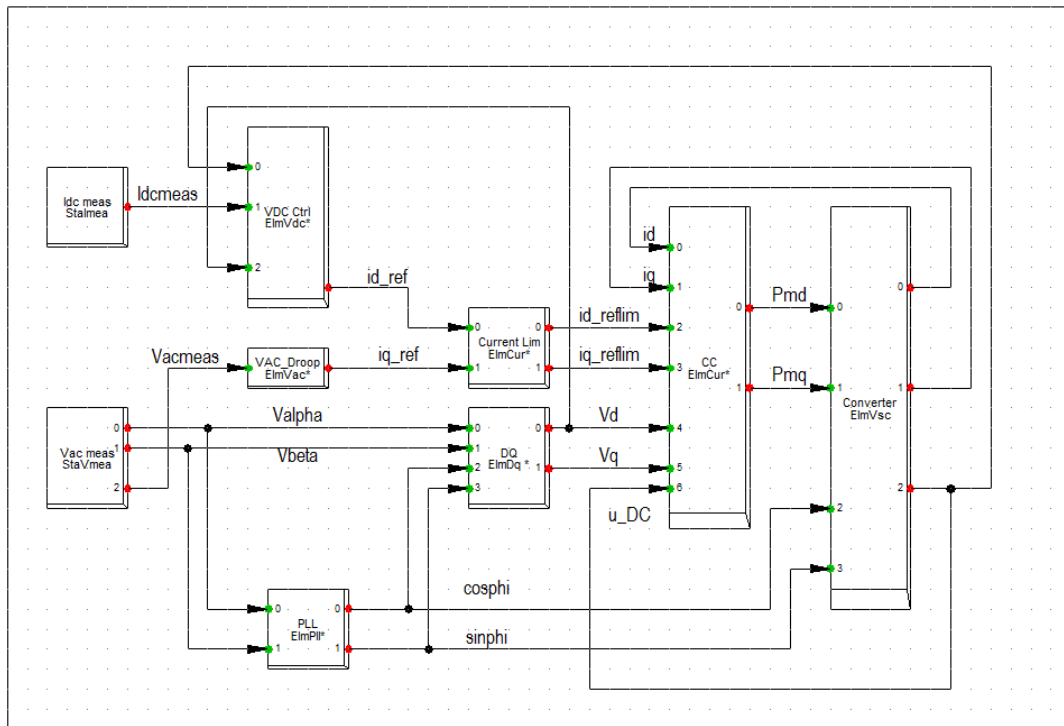 0
Idc meas
StaImea
Idcmeas
1
VDC Ctrl
ElmVdc*
2
id_ref
id
0
iq
1
0
Pmd
0
0
Current Lim
ElmCur*
0
id_reflim
2
Vacmeas
VAC_Droop
ElmVac*
iq_ref
1
1
iq_reflim
3
CC
ElmCur*
1
Pmq
1
Converter
ElmVsc
0
1
2
Vac meas
StaVmea
0
1
2
Valpha
Vbeta
0
1
2
3
DQ
ElmDq *
0
1
Vd
Vq
4
5
6
u_DC
2
3
cosphi
0
1
PLL
ElmPll*
0
1
sinphi